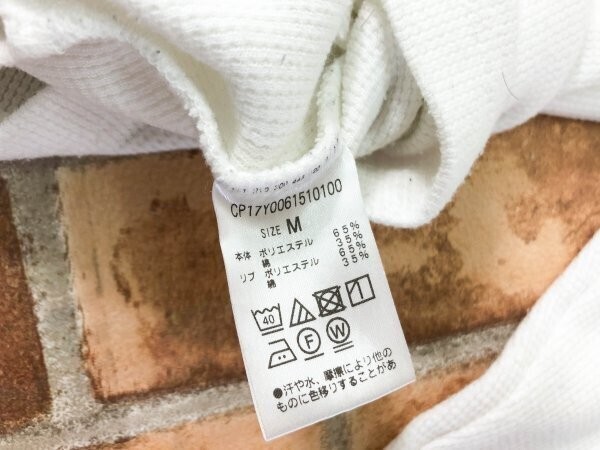 CP17Y0061510100
SIZE M
本体 ポリエステル 65%
綿 35%
リブ ポリエステル 65%
綿 35%
40
F W
●汗や水、摩擦により他の
ものに色移りすることがあ